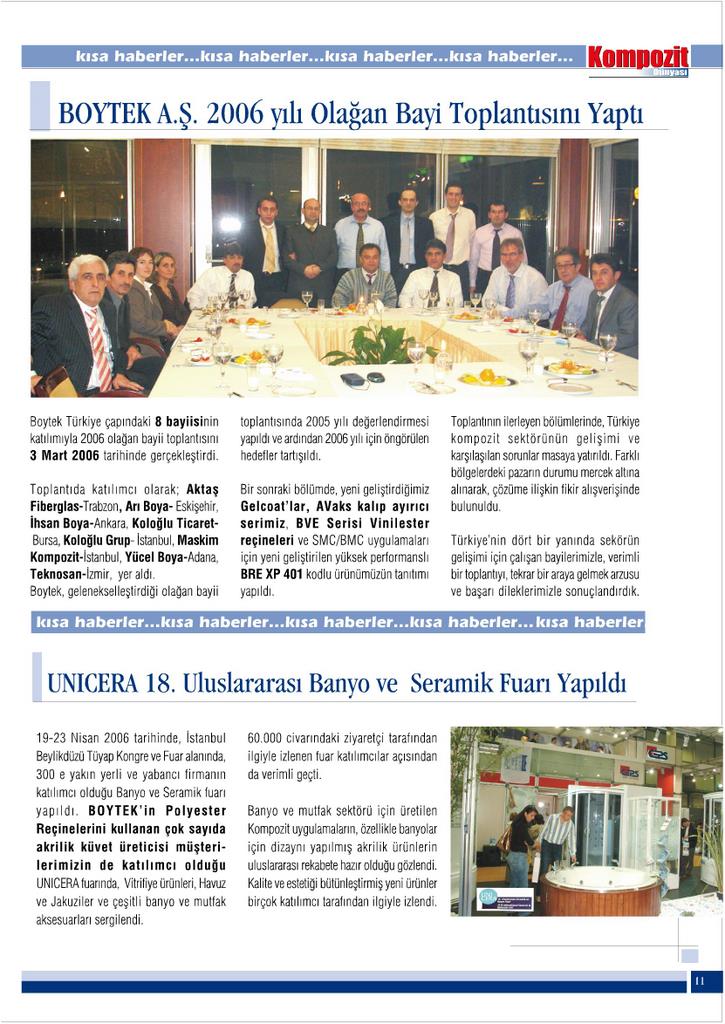 kısa haberler...kısa haberler...kısa haberler...kısa haberler...
Kompozit
Dünyası
BOYTEK A.Ş. 2006 yılı Olağan Bayi Toplantısını Yaptı
Boytek Türkiye çapındaki 8 bayiisinin
katılımıyla 2006 olağan bayii toplantısını
3 Mart 2006 tarihinde gerçekleştirdi.
Toplantıda katılımcı olarak; Aktaş
Fiberglas-Trabzon, Arı Boya- Eskişehir,
İhsan Boya-Ankara, Koloğlu Ticaret-
Bursa, Koloğlu Grup- İstanbul, Maskim
Kompozit-İstanbul, Yücel Boya-Adana,
Teknosan-İzmir, yer aldı.
Boytek, gelenekselleştirdiği olağan bayii
toplantısında 2005 yılı değerlendirmesi
yapıldı ve ardından 2006 yılı için öngörülen
hedefler tartışıldı.
Bir sonraki bölümde, yeni geliştirdiğimiz
Gelcoat'lar, AVaks kalıp ayırıcı
serimiz, BVE Serisi Vinilester
reçineleri ve SMC/BMC uygulamaları
için yeni geliştirilen yüksek performanslı
BRE XP 401 kodlu ürünümüzün tanıtımı
yapıldı.
Toplantının ilerleyen bölümlerinde, Türkiye
kompozit sektörünün gelişimi ve
karşılaşılan sorunlar masaya yatırıldı. Farklı
bölgelerdeki pazarın durumu mercek altına
alınarak, çözüme ilişkin fikir alışverişinde
bulunuldu.
Türkiye'nin dört bir yanında sekörün
gelişimi için çalışan bayilerimizle, verimli
bir toplantıyı, tekrar bir araya gelmek arzusu
ve başarı dileklerimizle sonuçlandırdık.
kısa haberler...kısa haberler...kısa haberler...kısa haberler...kısa haberler
UNICERA 18. Uluslararası Banyo ve Seramik Fuarı Yapıldı
19-23 Nisan 2006 tarihinde, İstanbul
Beylikdüzü Tüyap Kongre ve Fuar alanında,
300 e yakın yerli ve yabancı firmanın
katılımcı olduğu Banyo ve Seramik fuarı
yapıldı. BOYTEK'in Polyester
Reçinelerini kullanan çok sayıda
akrilik küvet üreticisi müşteri-
lerimizin de katılımcı olduğu
UNICERA fuarında, Vitrifiye ürünleri, Havuz
ve Jakuziler ve çeşitli banyo ve mutfak
aksesuarları sergilendi.
60.000 civarındaki ziyaretçi tarafından
ilgiyle izlenen fuar katılımcılar açısından
da verimli geçti.
Banyo ve mutfak sektörü için üretilen
Kompozit uygulamaların, özellikle banyolar
için dizaynı yapılmış akrilik ürünlerin
uluslararası rekabete hazır olduğu gözlendi.
Kalite ve estetiği bütünleştirmiş yeni ürünler
birçok katılımcı tarafından ilgiyle izlendi.
11